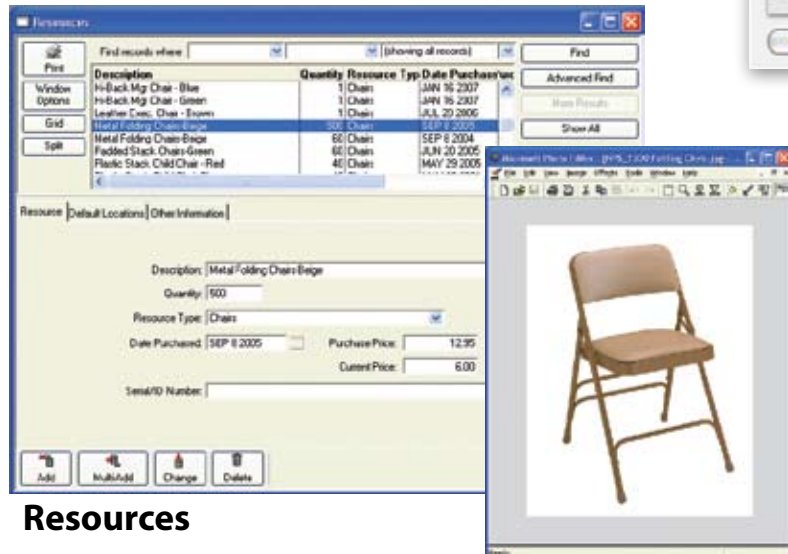 Resources
Find records where (showing all records) Find
Print
Description Quantity Resource Typ Date Purchase
Advanced Find
Window Options
Hi-Back Mgr Chair - Blue 1 Chairs JAN 16 2007
Hi-Back Mgr Chair - Green 1 Chairs JAN 16 2007
More Results
Leather Exec. Chair - Brown 1 Chairs JUL 20 2006
Grid
Metal Folding Chairs-Beige 500 Chairs SEP 8 2005
Show All
Metal Folding Chairs-Beige 60 Chairs SEP 8 2004
Split
Padded Stack Chairs-Green 60 Chairs JUN 20 2005
Plastic Stack Child Chair - Red 40 Chairs MAY 29 2005
Resource Default Locations Other Information
Description: Metal Folding Chairs-Beige
Quantity: 500
Resource Type: Chairs
Date Purchased: SEP 8 2005 Purchase Price: 12.95
Current Price: 6.00
Serial/ID Number:
Add MultiAdd Change Delete
Resources